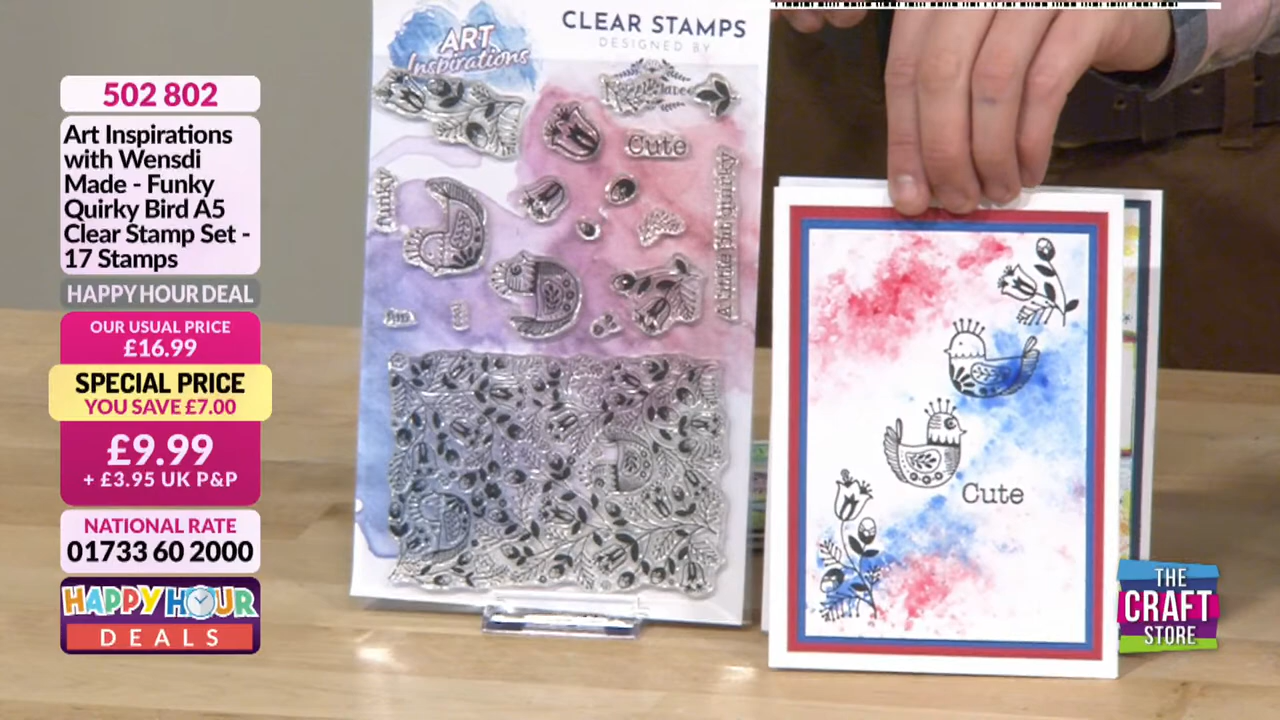 502 802
Art Inspirations
with Wensdi
Made - Funky
Quirky Bird A5
Clear Stamp Set -
17 Stamps
HAPPY HOUR DEAL
OUR USUAL PRICE
£16.99
SPECIAL PRICE
YOU SAVE £7.00
£9.99
+ £3.95 UK P&P
NATIONAL RATE
01733 60 2000
HAPPY HOUR
DEALS
ART
Inspirations
CLEAR STAMPS
DESIGNED BY
Cute
funky
A little bit quirky
fun
Cute
THE
CRAFT
STORE